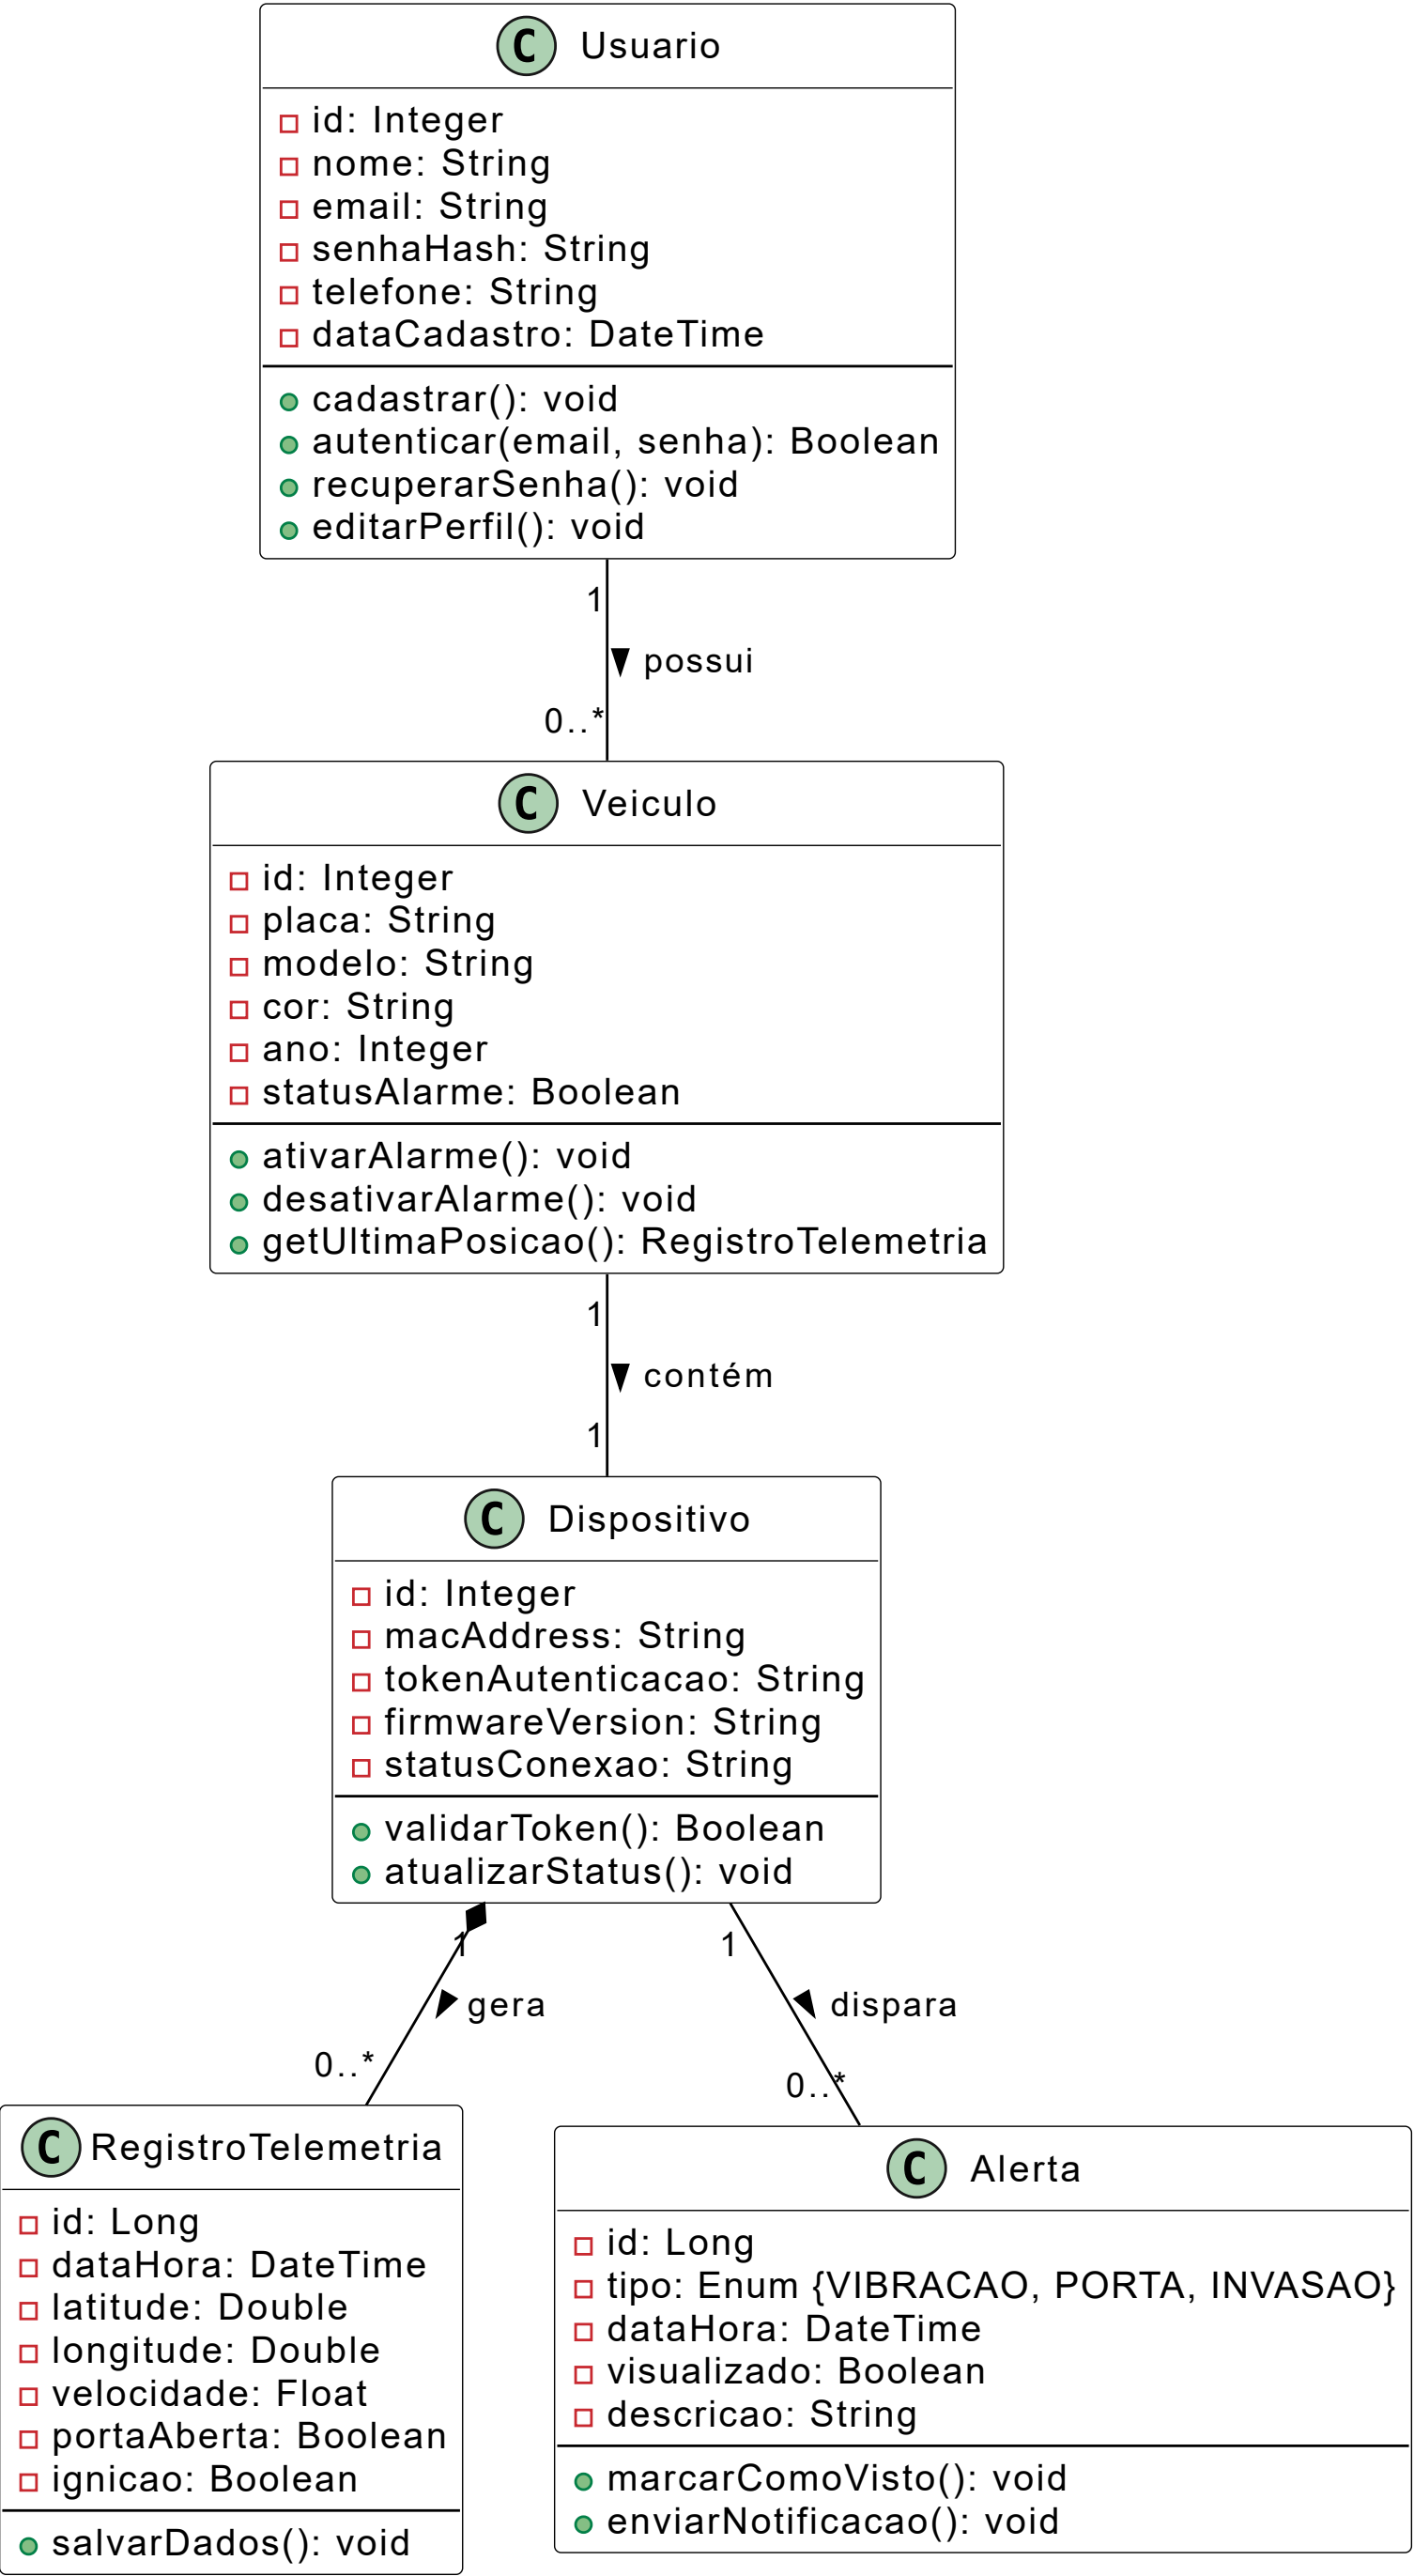 C Usuario
id: Integer
nome: String
email: String
senhaHash: String
telefone: String
dataCadastro: DateTime
cadastrar(): void
autenticar(email, senha): Boolean
recuperarSenha(): void
editarPerfil(): void
1
possui
0..*
C Veiculo
id: Integer
placa: String
modelo: String
cor: String
ano: Integer
statusAlarme: Boolean
ativarAlarme(): void
desativarAlarme(): void
getUltimaPosicao(): RegistroTelemetria
1
contém
1
C Dispositivo
id: Integer
macAddress: String
tokenAutenticacao: String
firmwareVersion: String
statusConexao: String
validarToken(): Boolean
atualizarStatus(): void
1
gera
0..*
1
dispara
0..*
C RegistroTelemetria
id: Long
dataHora: DateTime
latitude: Double
longitude: Double
velocidade: Float
portaAberta: Boolean
ignicao: Boolean
salvarDados(): void
C Alerta
id: Long
tipo: Enum {VIBRACAO, PORTA, INVASAO}
dataHora: DateTime
visualizado: Boolean
descricao: String
marcarComoVisto(): void
enviarNotificacao(): void